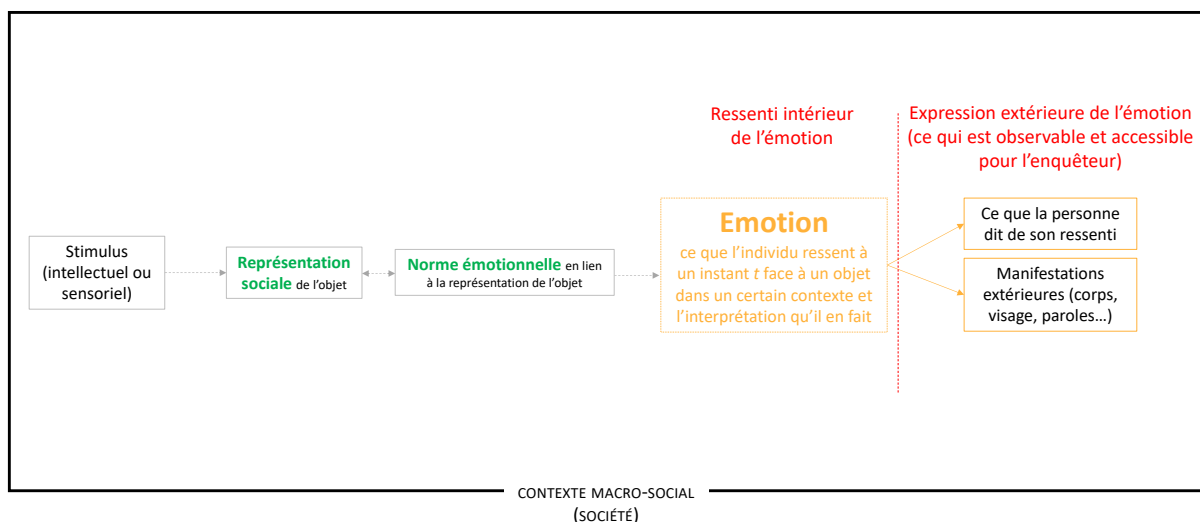 Ressenti intérieur
de l’émotion
Expression extérieure de l’émotion
(ce qui est observable et accessible
pour l’enquêteur)
Stimulus
(intellectuel ou
sensoriel)
Représentation
sociale de l’objet
Norme émotionnelle en lien
à la représentation de l’objet
Emotion
ce que l’individu ressent à
un instant t face à un objet
dans un certain contexte et
l’interprétation qu’il en fait
Ce que la personne
dit de son ressenti
Manifestations
extérieures (corps,
visage, paroles…)
CONTEXTE MACRO-SOCIAL
(SOCIÉTÉ)